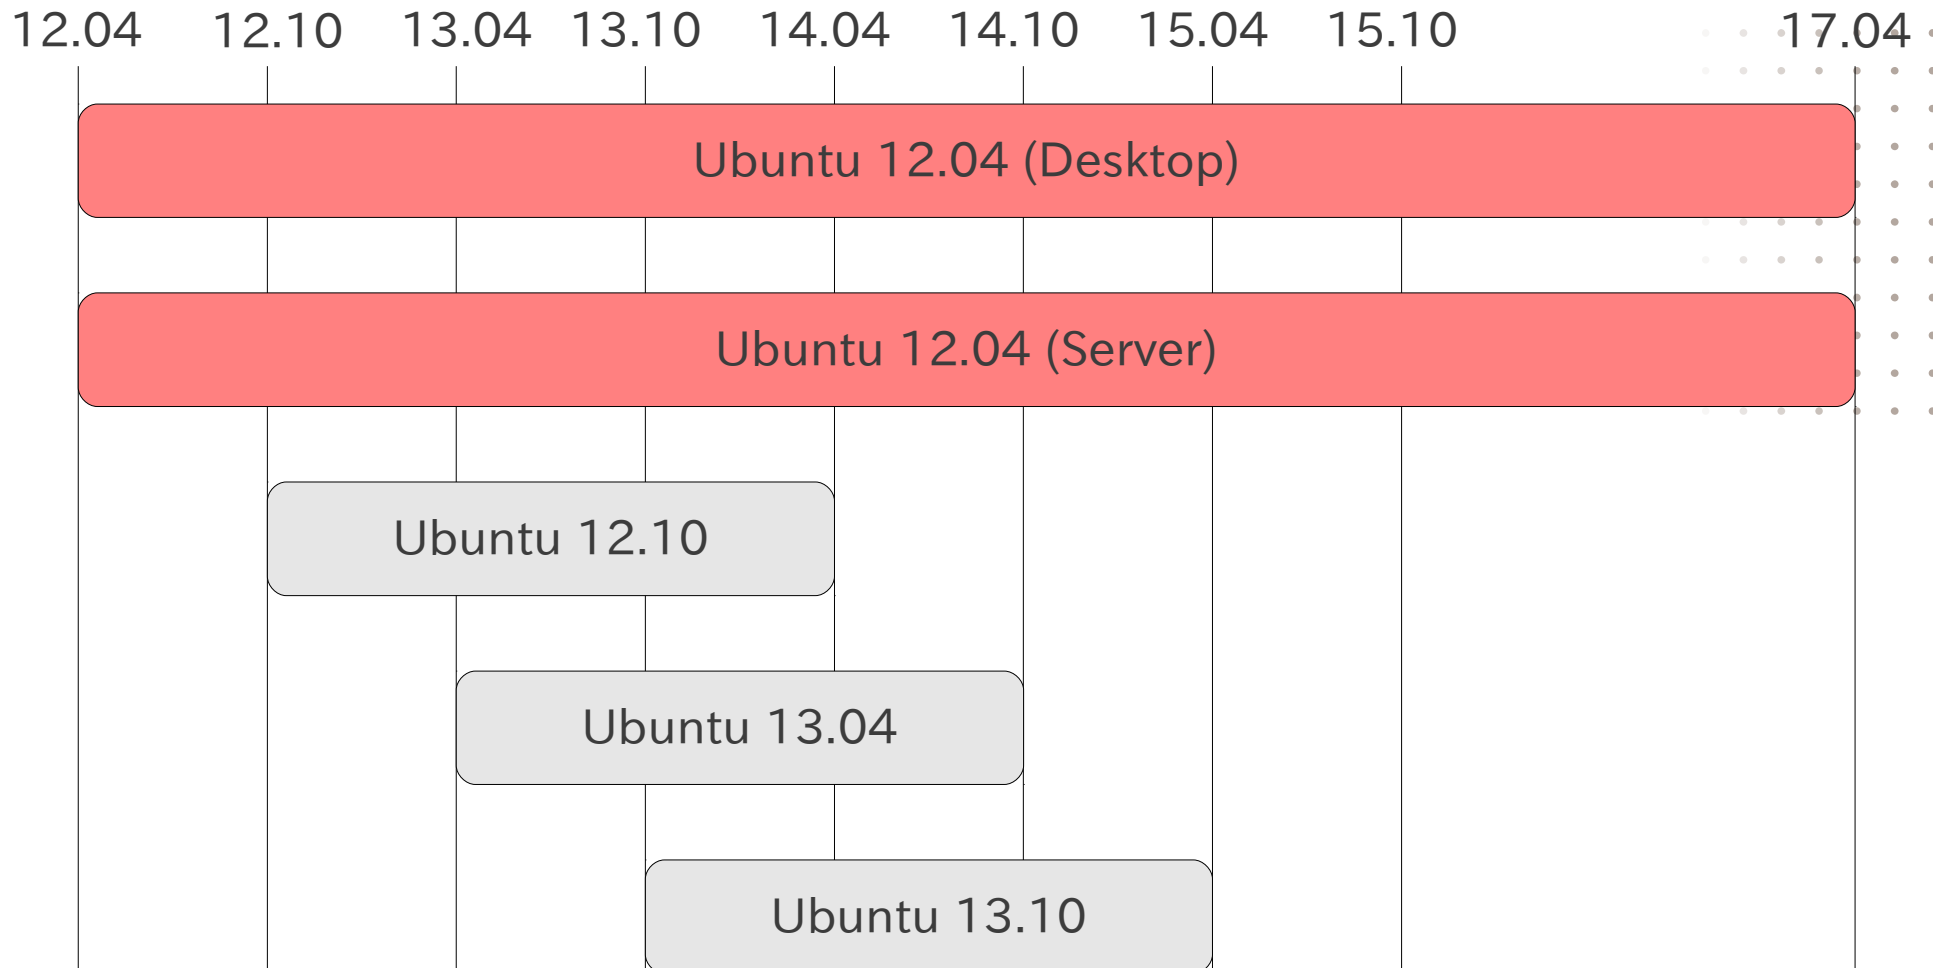 12.04 12.10 13.04 13.10 14.04 14.10 15.04 15.10 17.04
Ubuntu 12.04 (Desktop)
Ubuntu 12.04 (Server)
Ubuntu 12.10
Ubuntu 13.04
Ubuntu 13.10